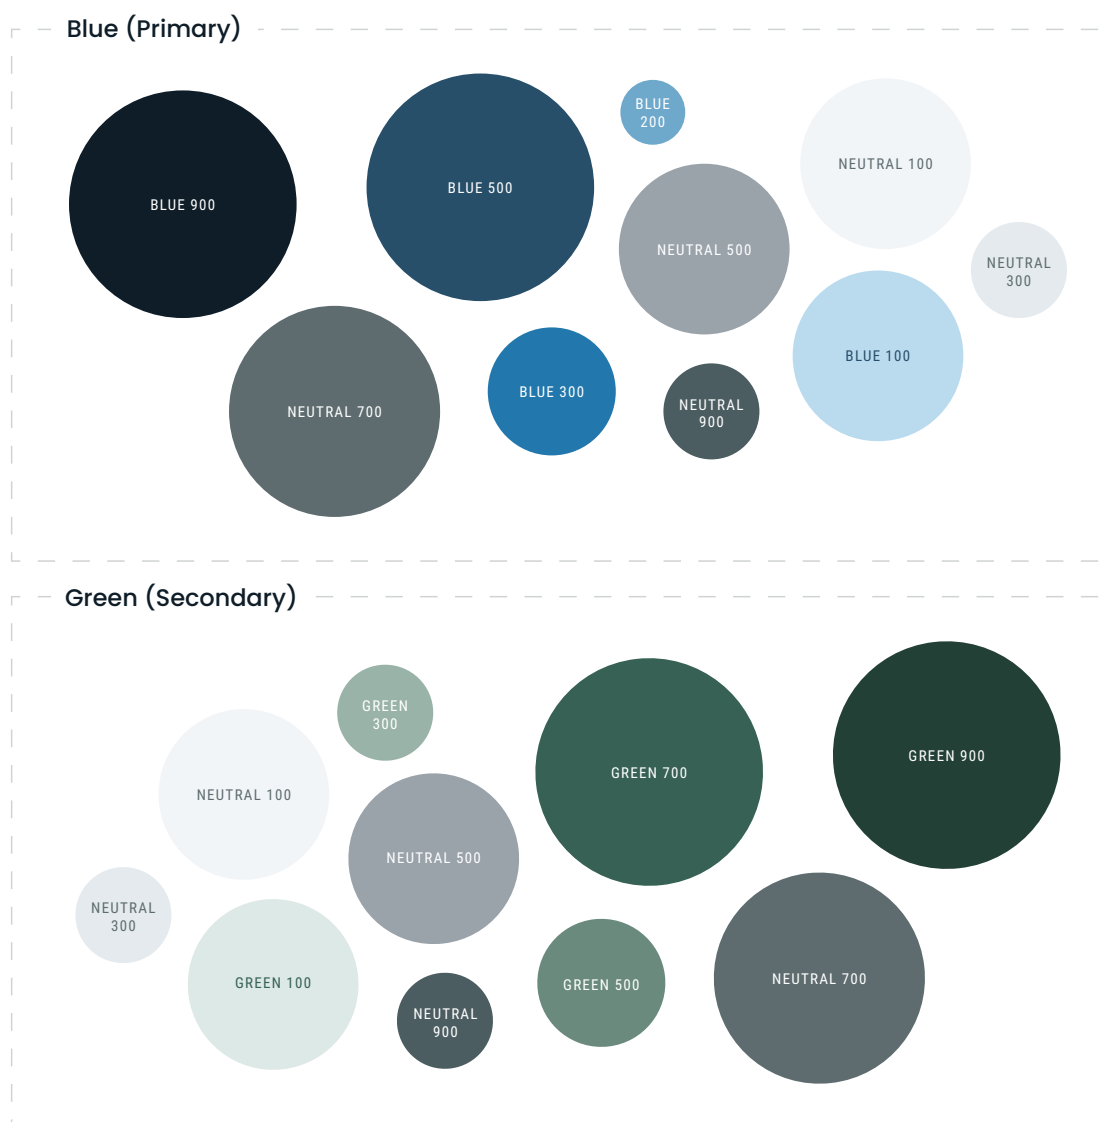 Blue (Primary)
BLUE 900
BLUE 500
BLUE
200
NEUTRAL 500
NEUTRAL 100
NEUTRAL
300
NEUTRAL 700
BLUE 300
NEUTRAL
900
BLUE 100
Green (Secondary)
GREEN
300
NEUTRAL 100
NEUTRAL 500
GREEN 700
GREEN 900
NEUTRAL
300
GREEN 100
NEUTRAL
900
GREEN 500
NEUTRAL 700